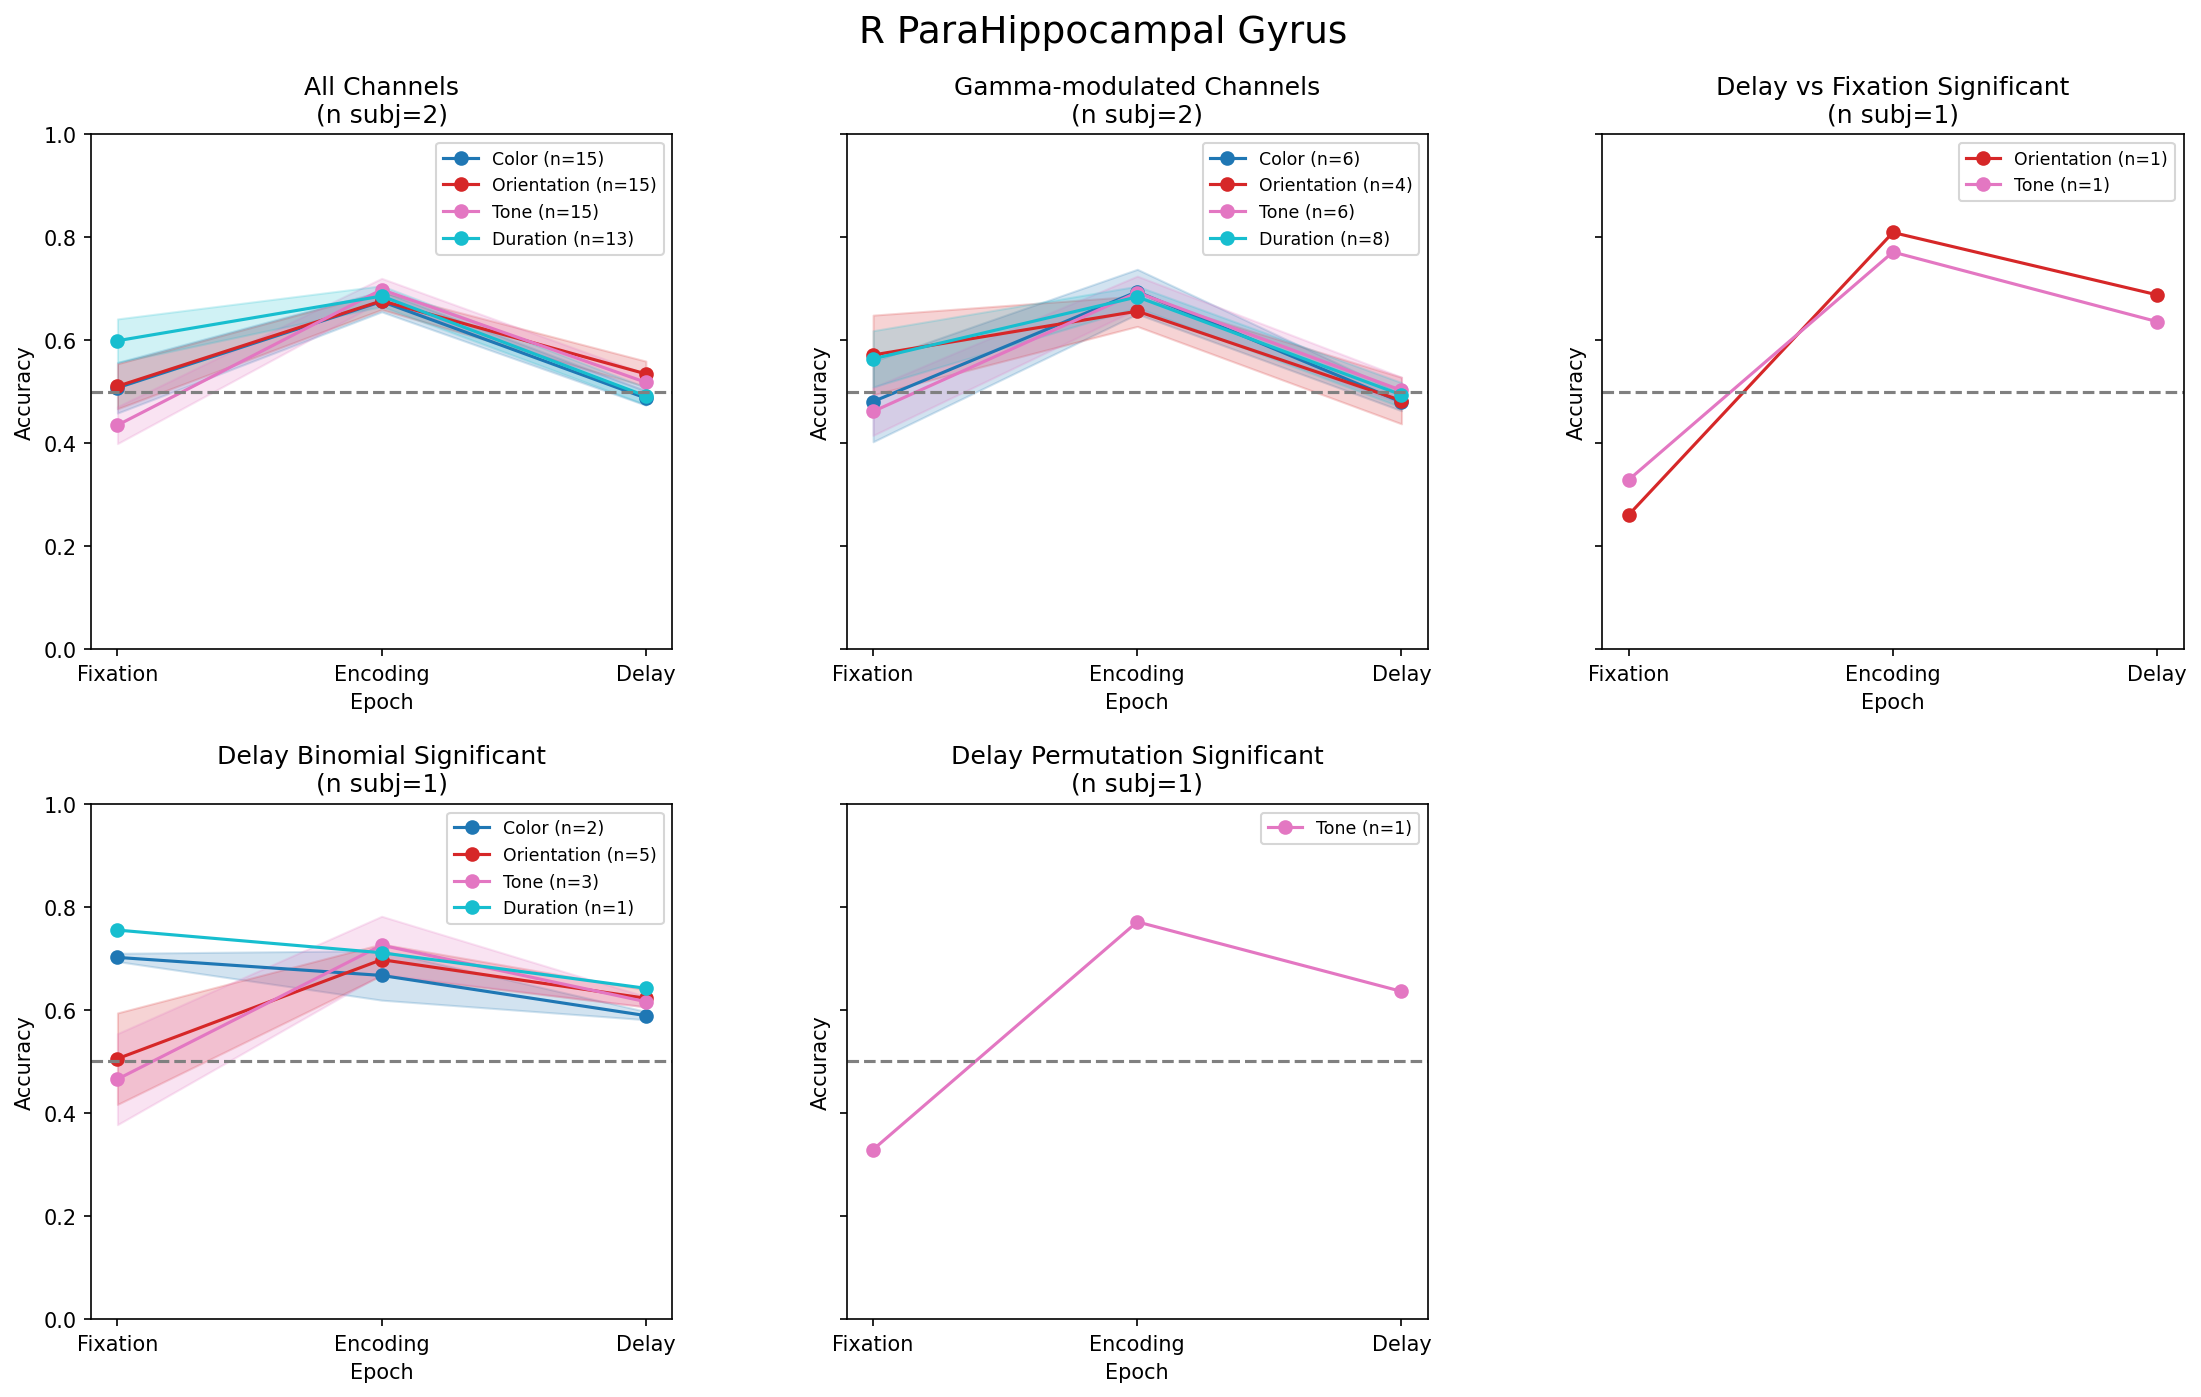 R ParaHippocampal Gyrus
All Channels
(n subj=2)
Accuracy
1.0
0.8
0.6
0.4
0.2
0.0
Color (n=15)
Orientation (n=15)
Tone (n=15)
Duration (n=13)
Fixation Encoding Delay
Epoch
Gamma-modulated Channels
(n subj=2)
Accuracy
Color (n=6)
Orientation (n=4)
Tone (n=6)
Duration (n=8)
Fixation Encoding Delay
Epoch
Delay vs Fixation Significant
(n subj=1)
Accuracy
Orientation (n=1)
Tone (n=1)
Fixation Encoding Delay
Epoch
Delay Binomial Significant
(n subj=1)
Accuracy
1.0
0.8
0.6
0.4
0.2
0.0
Color (n=2)
Orientation (n=5)
Tone (n=3)
Duration (n=1)
Fixation Encoding Delay
Epoch
Delay Permutation Significant
(n subj=1)
Accuracy
Tone (n=1)
Fixation Encoding Delay
Epoch